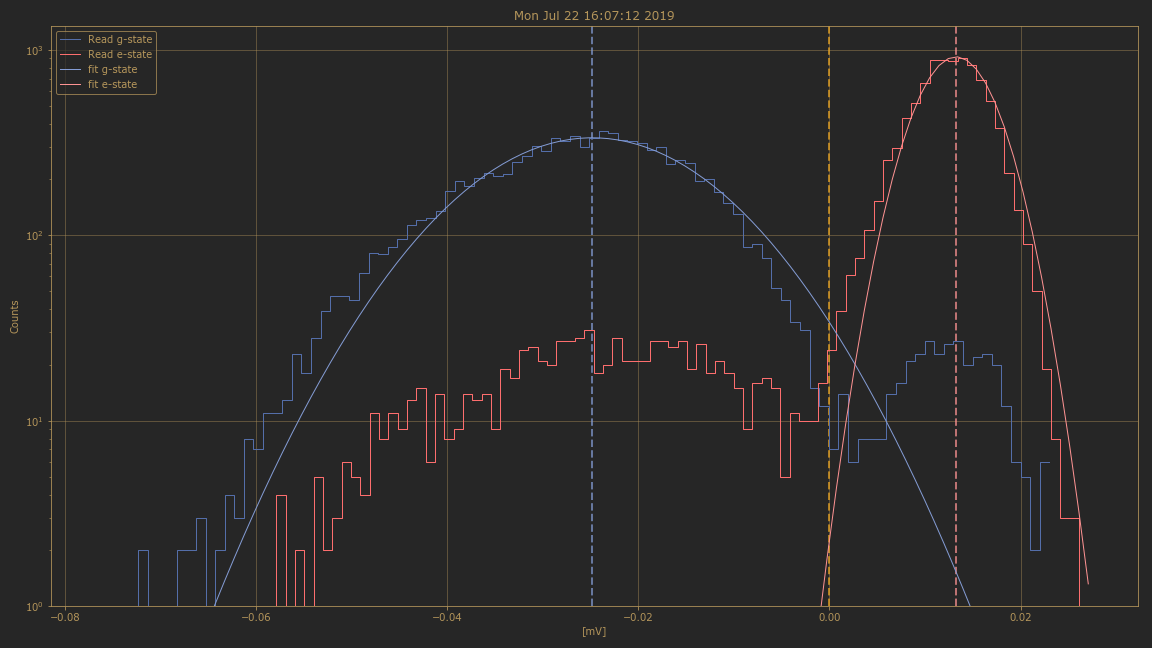 Mon Jul 22 16:07:12 2019
Read g-state
Read e-state
fit g-state
fit e-state
10³
10²
10¹
10⁰
Counts
−0.08
−0.06
−0.04
−0.02
0.00
0.02
[mV]